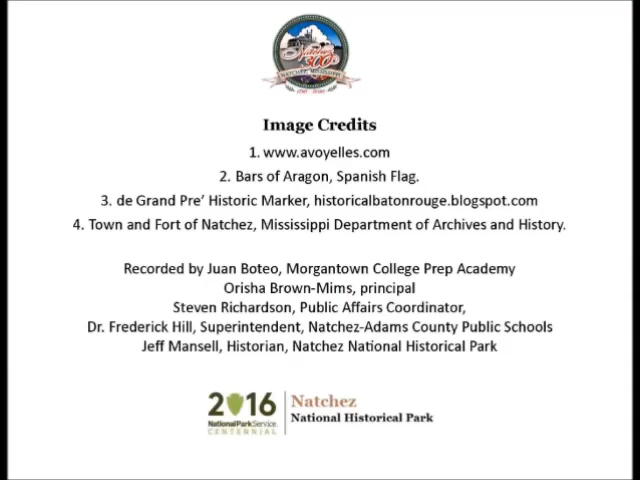 Natchez
300
NATCHEZ, MISSISSIPPI
Image Credits
1. www.avoyelles.com
2. Bars of Aragon, Spanish Flag.
3. de Grand Pre’ Historic Marker, historicalbatonrouge.blogspot.com
4. Town and Fort of Natchez, Mississippi Department of Archives and History.
Recorded by Juan Boteo, Morgantown College Prep Academy
Orisha Brown-Mims, principal
Steven Richardson, Public Affairs Coordinator,
Dr. Frederick Hill, Superintendent, Natchez-Adams County Public Schools
Jeff Mansell, Historian, Natchez National Historical Park
2016
National Park Service
CENTENNIAL
Natchez
National Historical Park